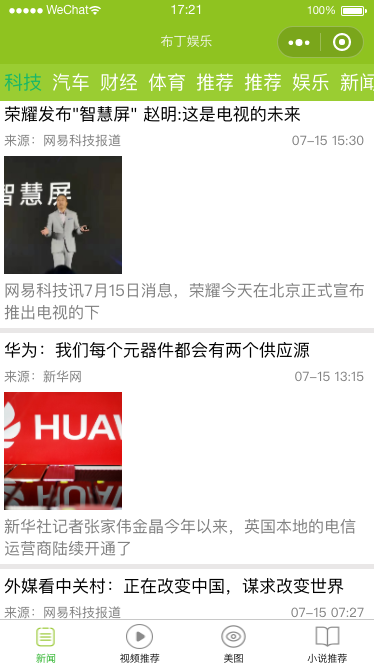 WeChat 17:21 100%
布丁娱乐
科技 汽车 财经 体育 推荐 推荐 娱乐 新闻
荣耀发布"智慧屏" 赵明:这是电视的未来
来源：网易科技报道 07-15 15:30
智慧屏
网易科技讯7月15日消息，荣耀今天在北京正式宣布
推出电视的下
华为：我们每个元器件都会有两个供应源
来源：新华网 07-15 13:15
HUAW
新华社记者张家伟金晶今年以来，英国本地的电信
运营商陆续开通了
外媒看中关村：正在改变中国，谋求改变世界
来源：网易科技报道 07-15 07:27
新闻 视频推荐 美图 小说推荐